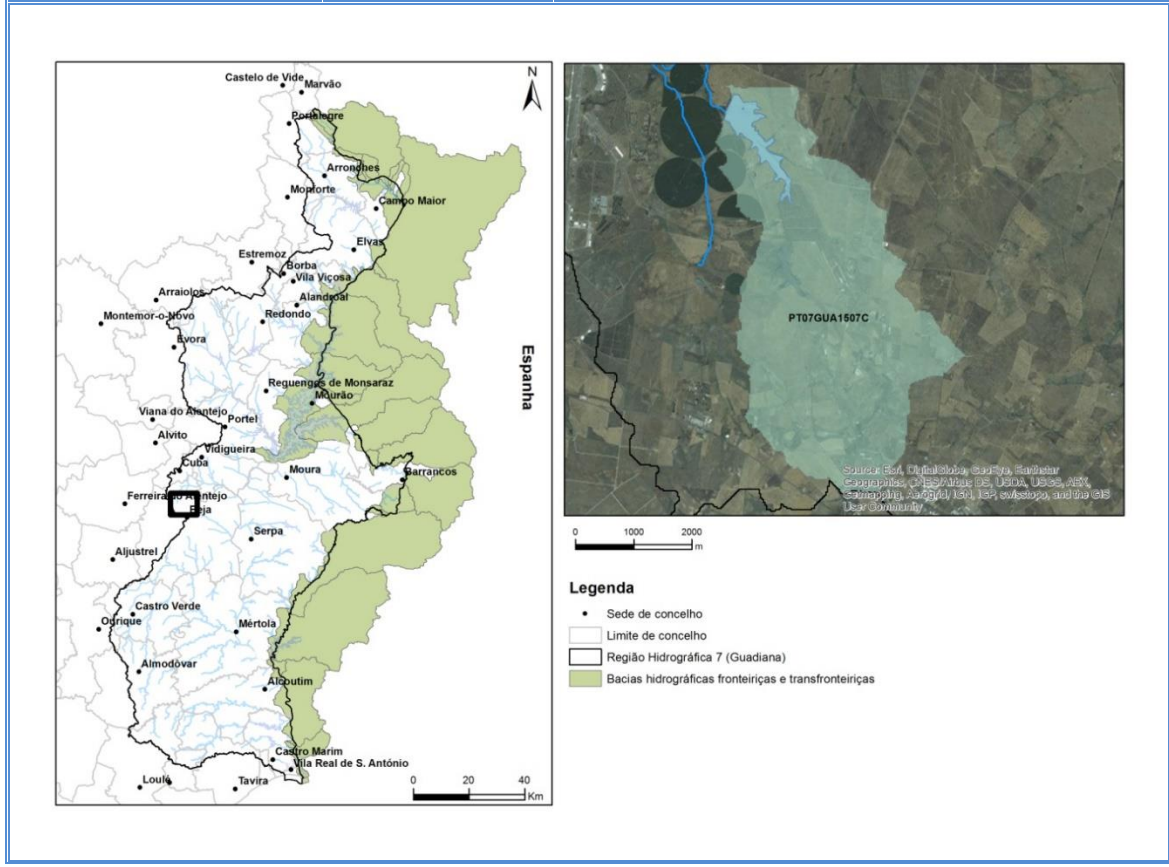 Castelo de Vide
Marvão
N
Portalegre
Arronches
Monforte
Campo Maior
Elvas
Estremoz
Borba
Vila Viçosa
Arraiolos
Alandroal
Montemor-o-Novo
Redondo
Évora
Espanha
Reguengos de Monsaraz
Mourão
Viana do Alentejo
Portel
Alvito
Vidigueira
Cuba
Moura
Barrancos
Ferreira do Alentejo
Beja
Serpa
Aljustrel
Castro Verde
Ourique
Mértola
Almodôvar
Alcoutim
Castro Marim
Vila Real de S. António
Loulé
Tavira
0 20 40
Km
PT07GUA1507C
Source: Esri, DigitalGlobe, GeoEye, Earthstar
Geographics, CNES/Airbus DS, USDA, USGS, AEX,
Getmapping, Aerogrid, IGN, IGP, swisstopo, and the GIS
User Community
0 1000 2000
m
Legenda
Sede de concelho
Limite de concelho
Região Hidrográfica 7 (Guadiana)
Bacias hidrográficas fronteiriças e transfronteiriças